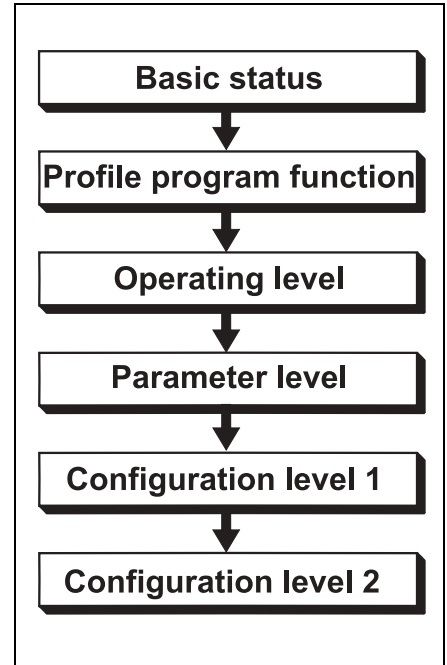 Basic status
Profile program function
Operating level
Parameter level
Configuration level 1
Configuration level 2